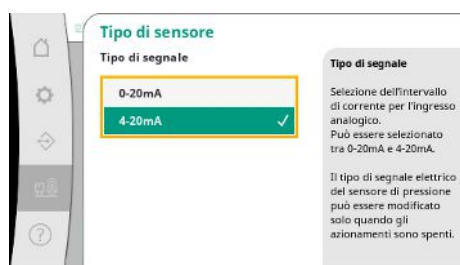 Tipo di sensore
Tipo di segnale
0-20mA
4-20mA
Tipo di segnale
Selezione dell'intervallo
di corrente per l'ingresso
analogico.
Può essere selezionato
tra 0-20mA e 4-20mA.
Il tipo di segnale elettrico
del sensore di pressione
può essere modificato
solo quando gli
azionamenti sono spenti.